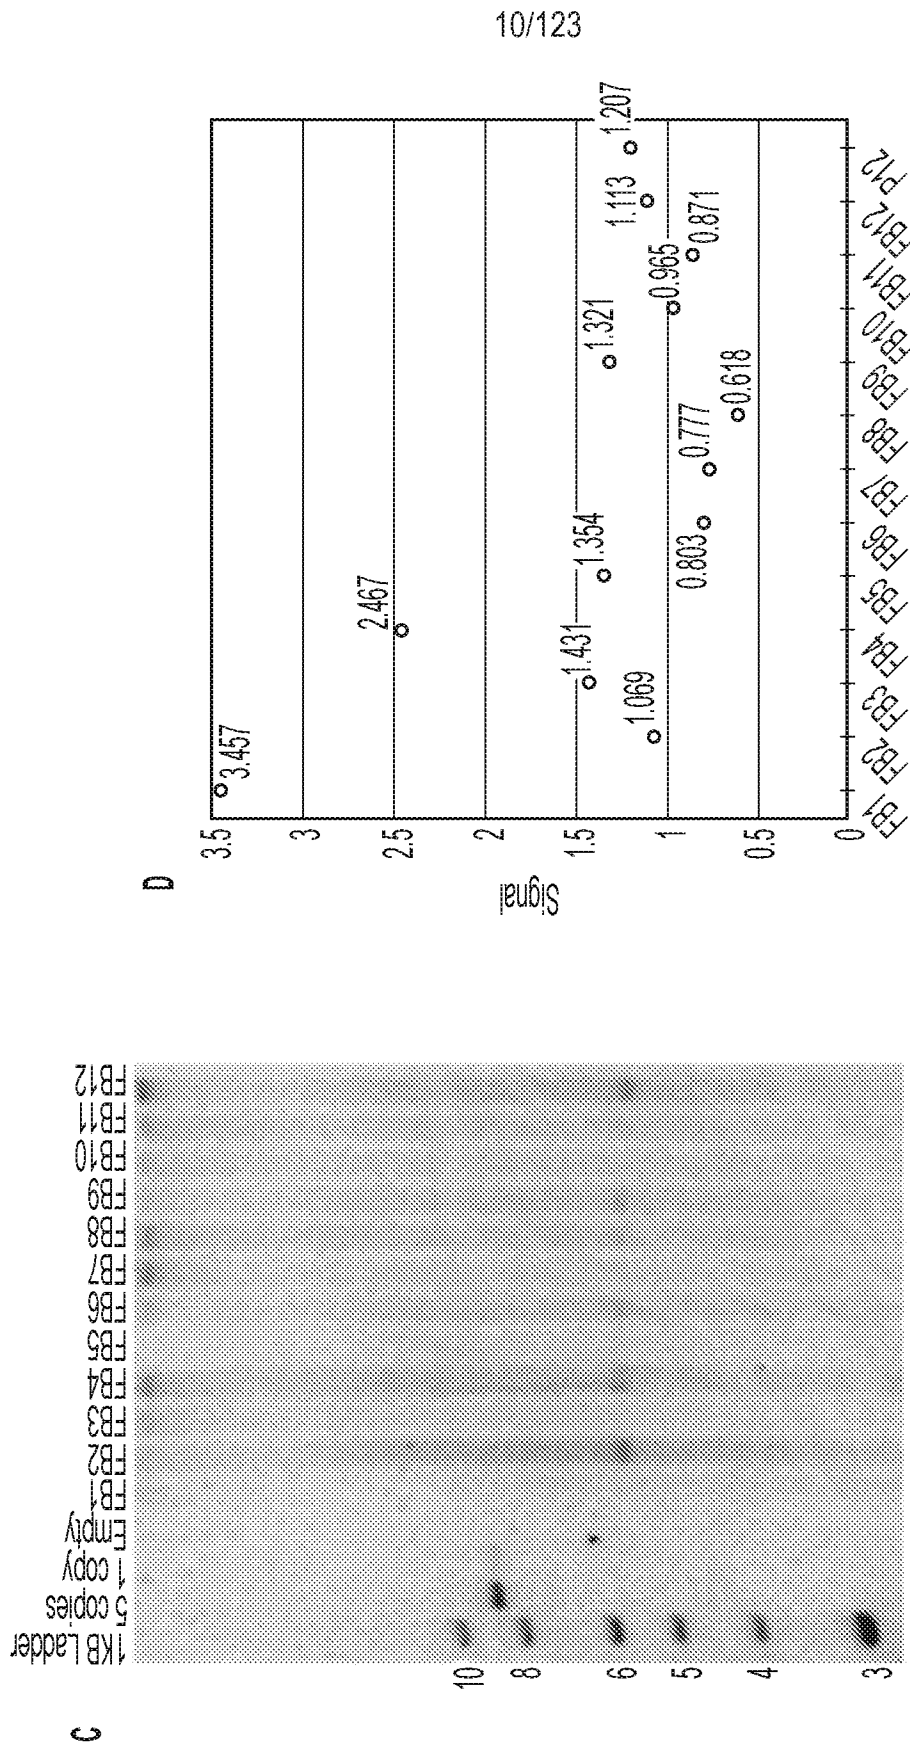 10/123
C
1KB Ladder
5 copies
1 copy
Empty
FB1
FB2
FB3
FB4
FB5
FB6
FB7
FB8
FB9
FB10
FB11
FB12
10
8
6
5
4
3
D
Signal
3.5
3
2.5
2
1.5
1
0.5
0
3.457
1.069
1.431
2.467
1.354
0.803
0.777
0.618
1.321
0.965
0.871
1.113
1.207
FB1
FB2
FB3
FB4
FB5
FB6
FB7
FB8
FB9
FB10
FB11
FB12
P12